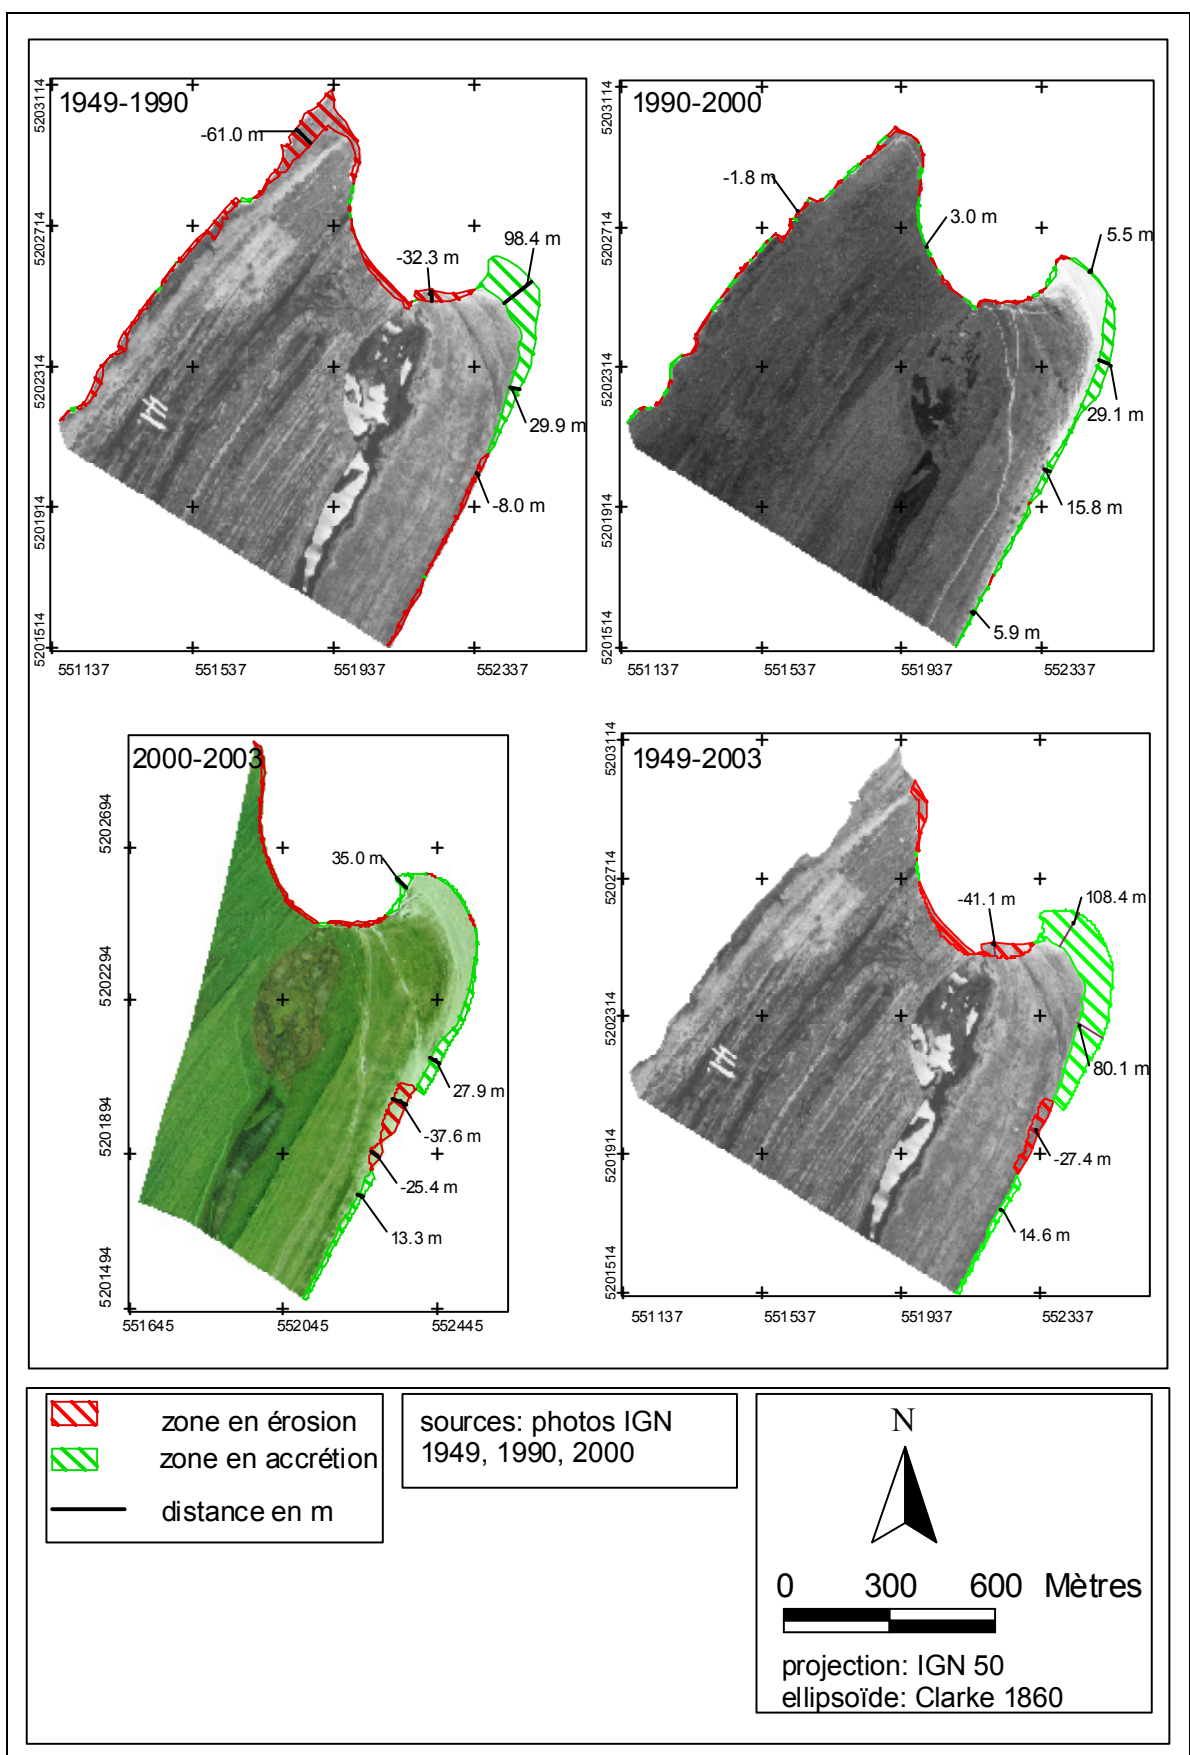 1949-1990
5203114
5202714
5202314
5201914
5201514
551137
551537
551937
552337
-61.0 m
-32.3 m
98.4 m
29.9 m
-8.0 m
1990-2000
5203114
5202714
5202314
5201914
5201514
551137
551537
551937
552337
-1.8 m
3.0 m
5.5 m
29.1 m
15.8 m
5.9 m
2000-2003
5202694
5202294
5201894
5201494
551645
552045
552445
35.0 m
27.9 m
-37.6 m
-25.4 m
13.3 m
1949-2003
5203114
5202714
5202314
5201914
5201514
551137
551537
551937
552337
-41.1 m
108.4 m
80.1 m
-27.4 m
14.6 m
zone en érosion
zone en accrétion
distance en m
sources: photos IGN
1949, 1990, 2000
N
0 300 600 Mètres
projection: IGN 50
ellipsoïde: Clarke 1860